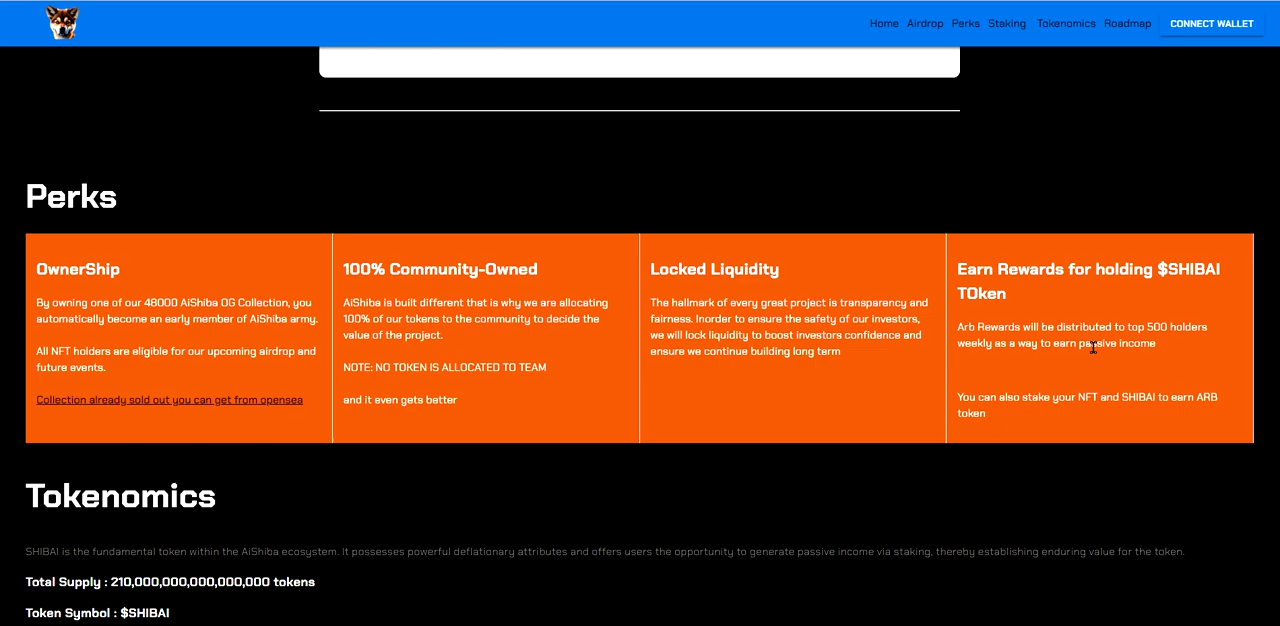 Home Airdrop Perks Staking Tokenomics Roadmap CONNECT WALLET
Perks
OwnerShip
By owning one of our 48000 AiShiba OG Collection, you
automatically become an early member of AiShiba army.
All NFT holders are eligible for our upcoming airdrop and
future events.
Collection already sold out you can get from opensea
100% Community-Owned
AiShiba is built different that is why we are allocating
100% of our tokens to the community to decide the
value of the project.
NOTE: NO TOKEN IS ALLOCATED TO TEAM
and it even gets better
Locked Liquidity
The hallmark of every great project is transparency and
fairness. Inorder to ensure the safety of our investors,
we will lock liquidity to boost investors confidence and
ensure we continue building long term
Earn Rewards for holding $SHIBAI
TOken
Arb Rewards will be distributed to top 500 holders
weekly as a way to earn passive income
You can also stake your NFT and SHIBAI to earn ARB
token
Tokenomics
SHIBAI is the fundamental token within the AiShiba ecosystem. It possesses powerful deflationary attributes and offers users the opportunity to generate passive income via staking, thereby establishing enduring value for the token.
Total Supply : 210,000,000,000,000,000 tokens
Token Symbol : $SHIBAI